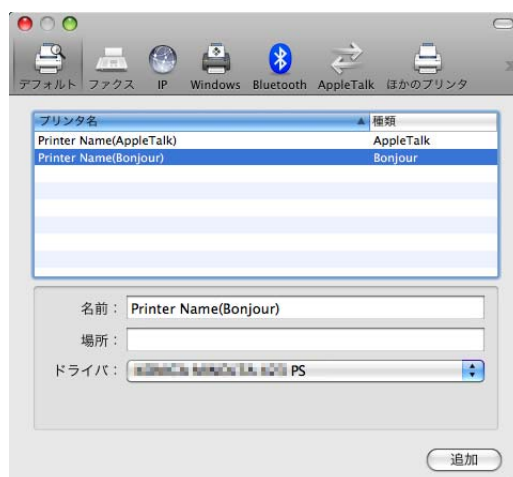 デフォルト ファクス IP Windows Bluetooth AppleTalk ほかのプリンタ
プリンタ名 種類
Printer Name(AppleTalk) AppleTalk
Printer Name(Bonjour) Bonjour
名前： Printer Name(Bonjour)
場所：
ドライバ： PS
追加